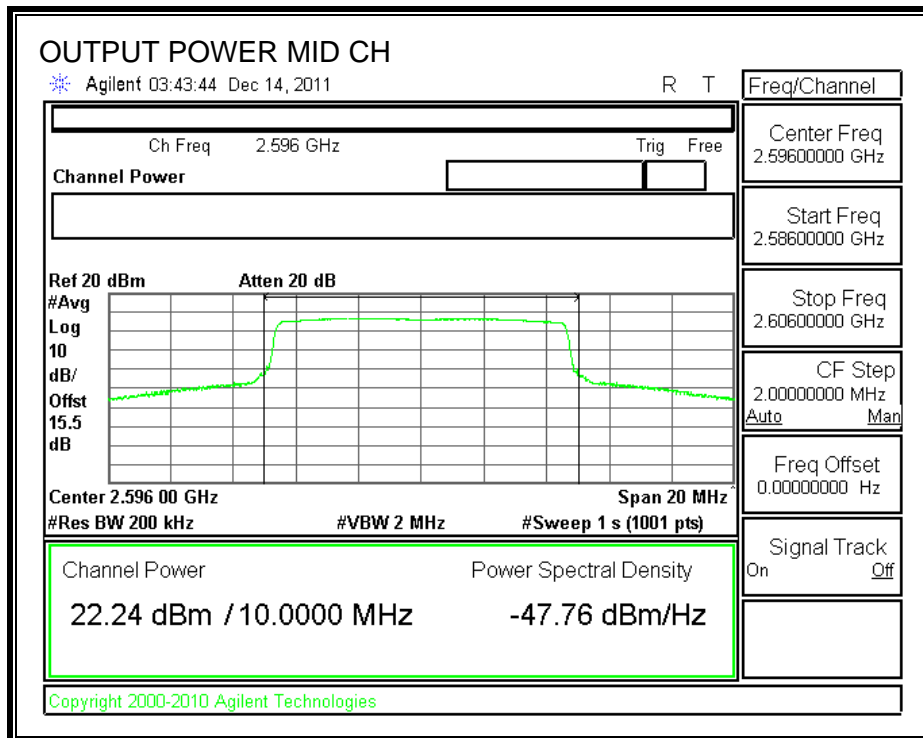 OUTPUT POWER MID CH
Agilent 03:43:44 Dec 14, 2011 R T
Ch Freq 2.596 GHz Trig Free
Channel Power
Ref 20 dBm Atten 20 dB
#Avg
Log
10
dB/
Offst
15.5
dB
Center 2.596 00 GHz Span 20 MHz
#Res BW 200 kHz #VBW 2 MHz #Sweep 1 s (1001 pts)
Channel Power Power Spectral Density
22.24 dBm / 10.0000 MHz -47.76 dBm/Hz
Copyright 2000-2010 Agilent Technologies
Freq/Channel
Center Freq
2.59600000 GHz
Start Freq
2.58600000 GHz
Stop Freq
2.60600000 GHz
CF Step
2.00000000 MHz
Auto Man
Freq Offset
0.00000000 Hz
Signal Track
On Off